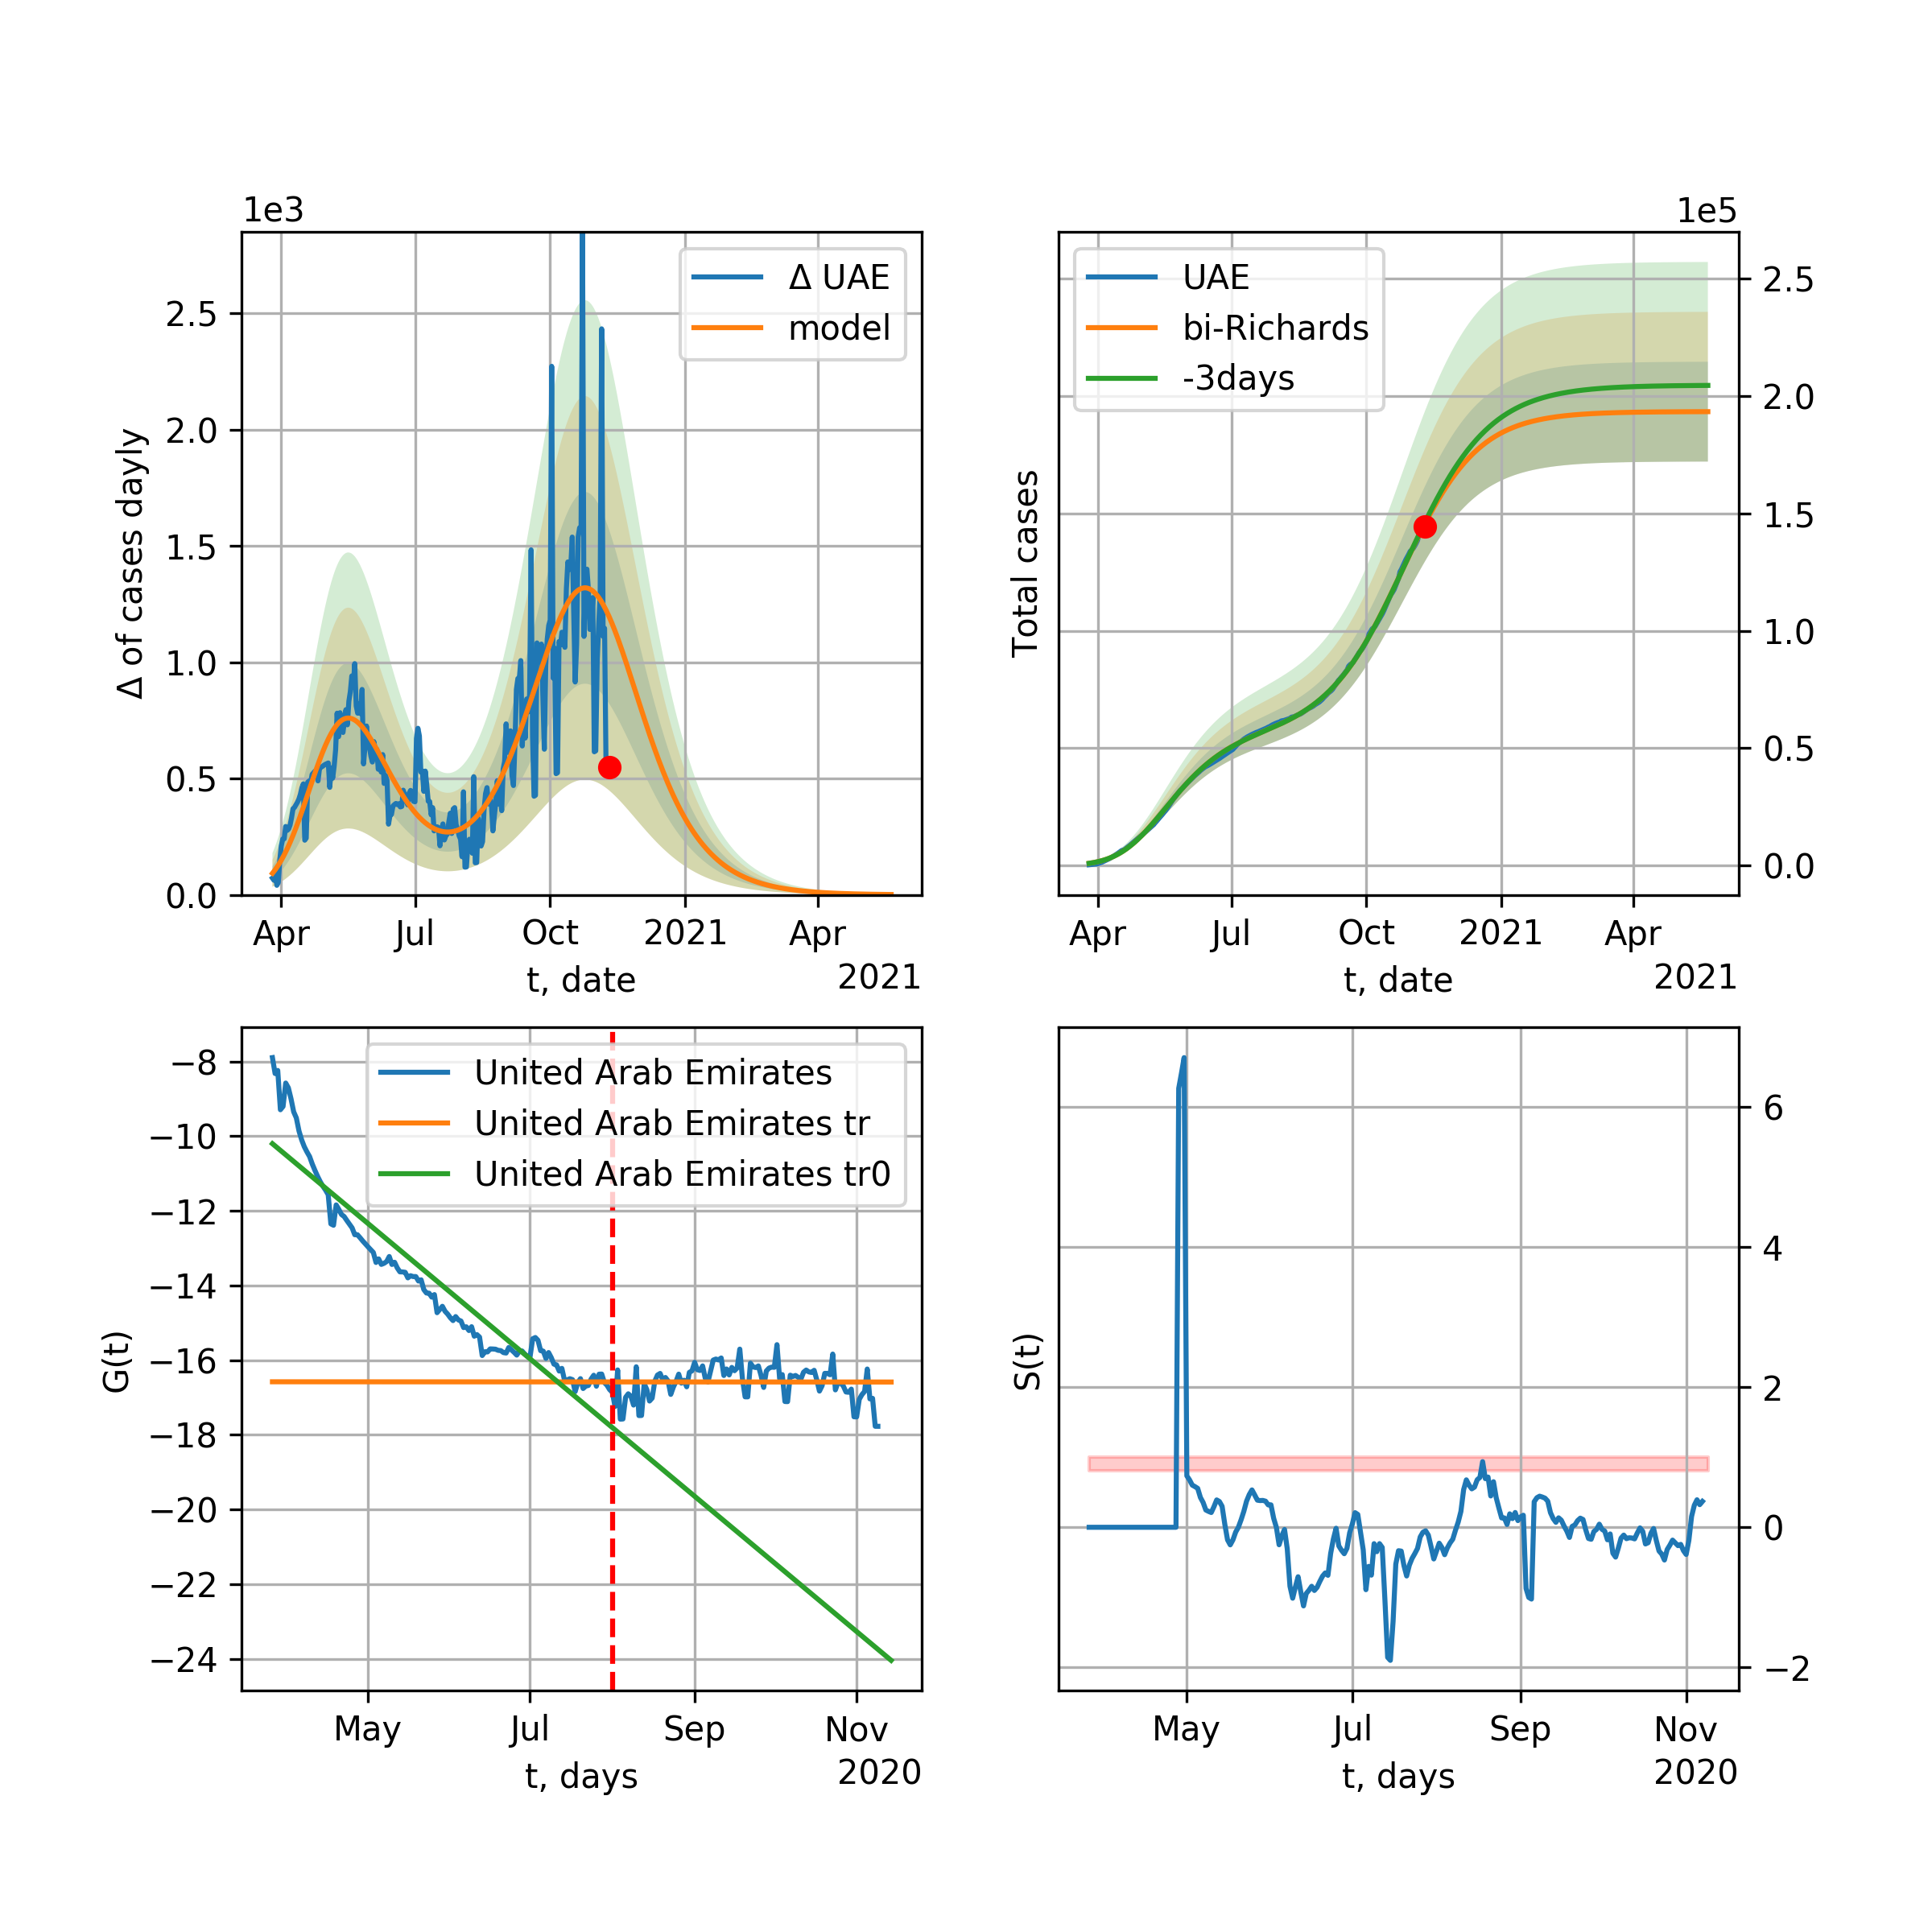 1e3
Δ of cases dayly
2.5
2.0
1.5
1.0
0.5
0.0
Δ UAE
model
Apr Jul Oct 2021 Apr
t, date
2021
1e5
Total cases
UAE
bi-Richards
-3days
2.5
2.0
1.5
1.0
0.5
0.0
Apr Jul Oct 2021 Apr
t, date
2021
G(t)
−8
−10
−12
−14
−16
−18
−20
−22
−24
United Arab Emirates
United Arab Emirates tr
United Arab Emirates tr0
May Jul Sep Nov
t, days
2020
S(t)
6
4
2
0
−2
May Jul Sep Nov
t, days
2020